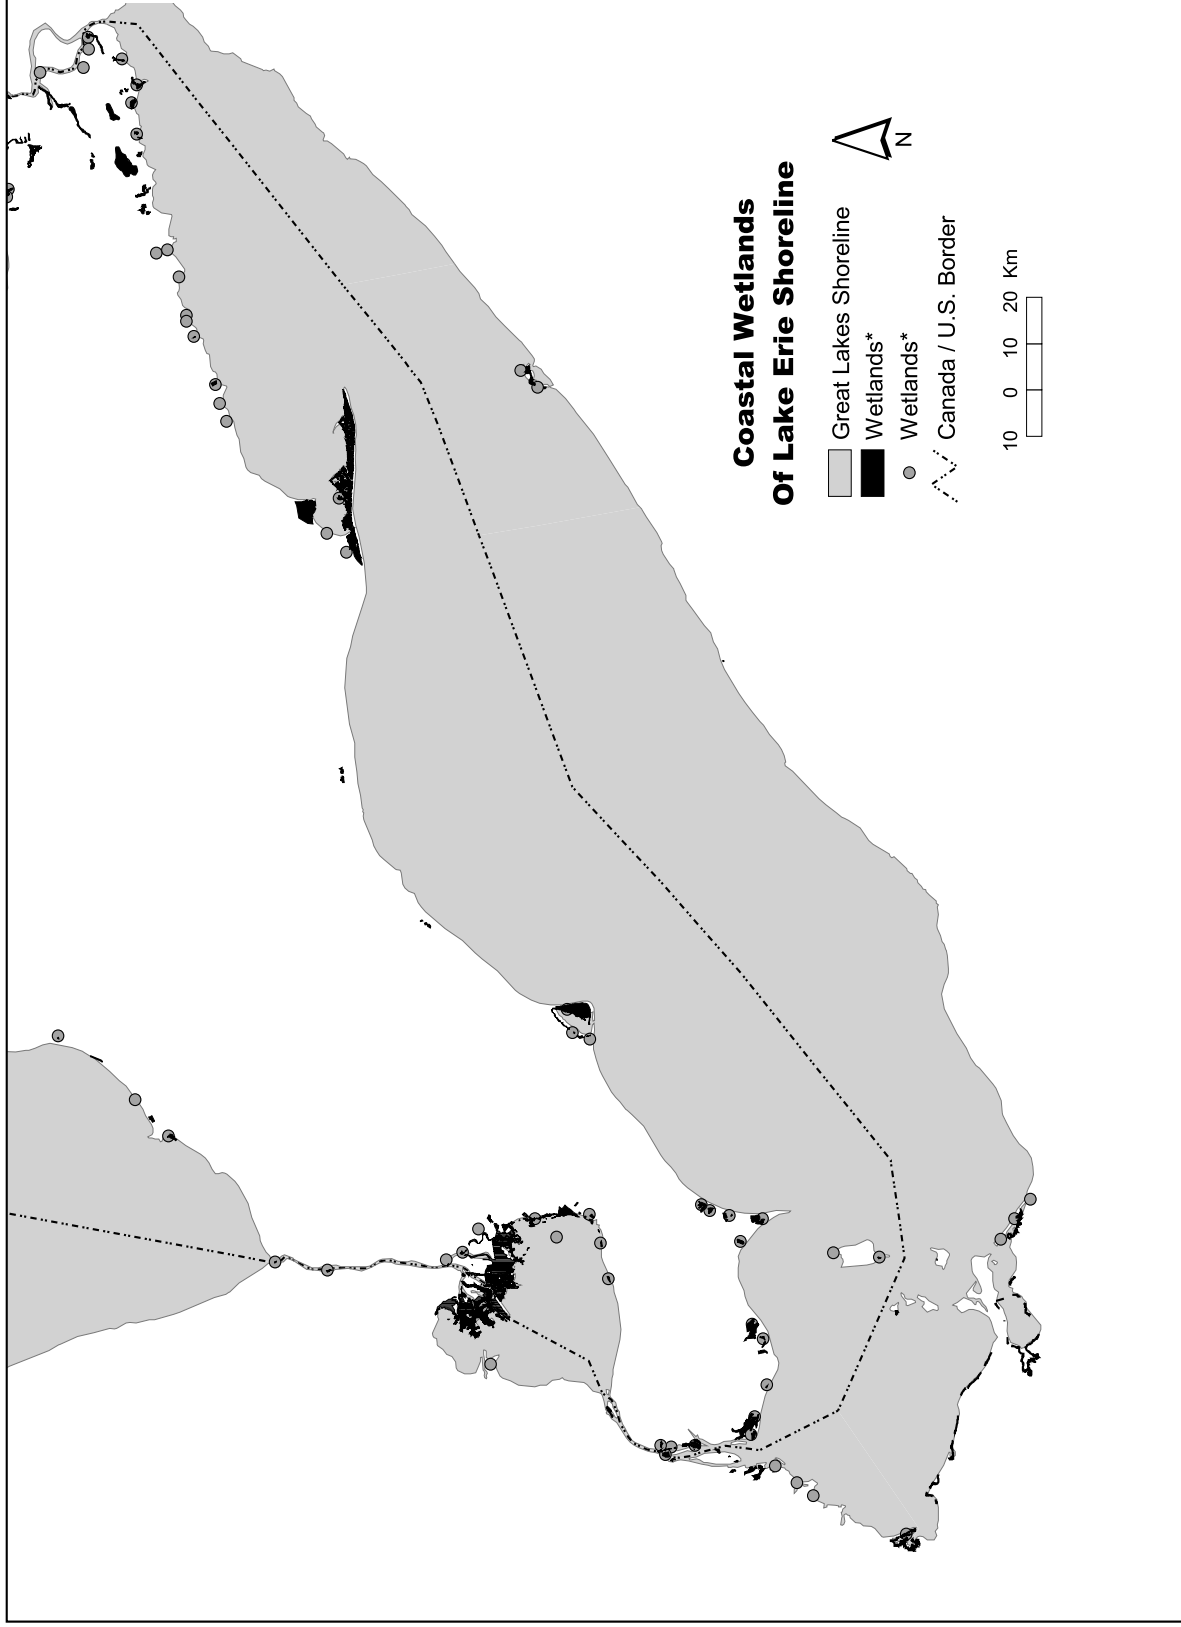 Coastal Wetlands
Of Lake Erie Shoreline
N
Great Lakes Shoreline
Wetlands*
Wetlands*
Canada / U.S. Border
10 0 10 20 Km